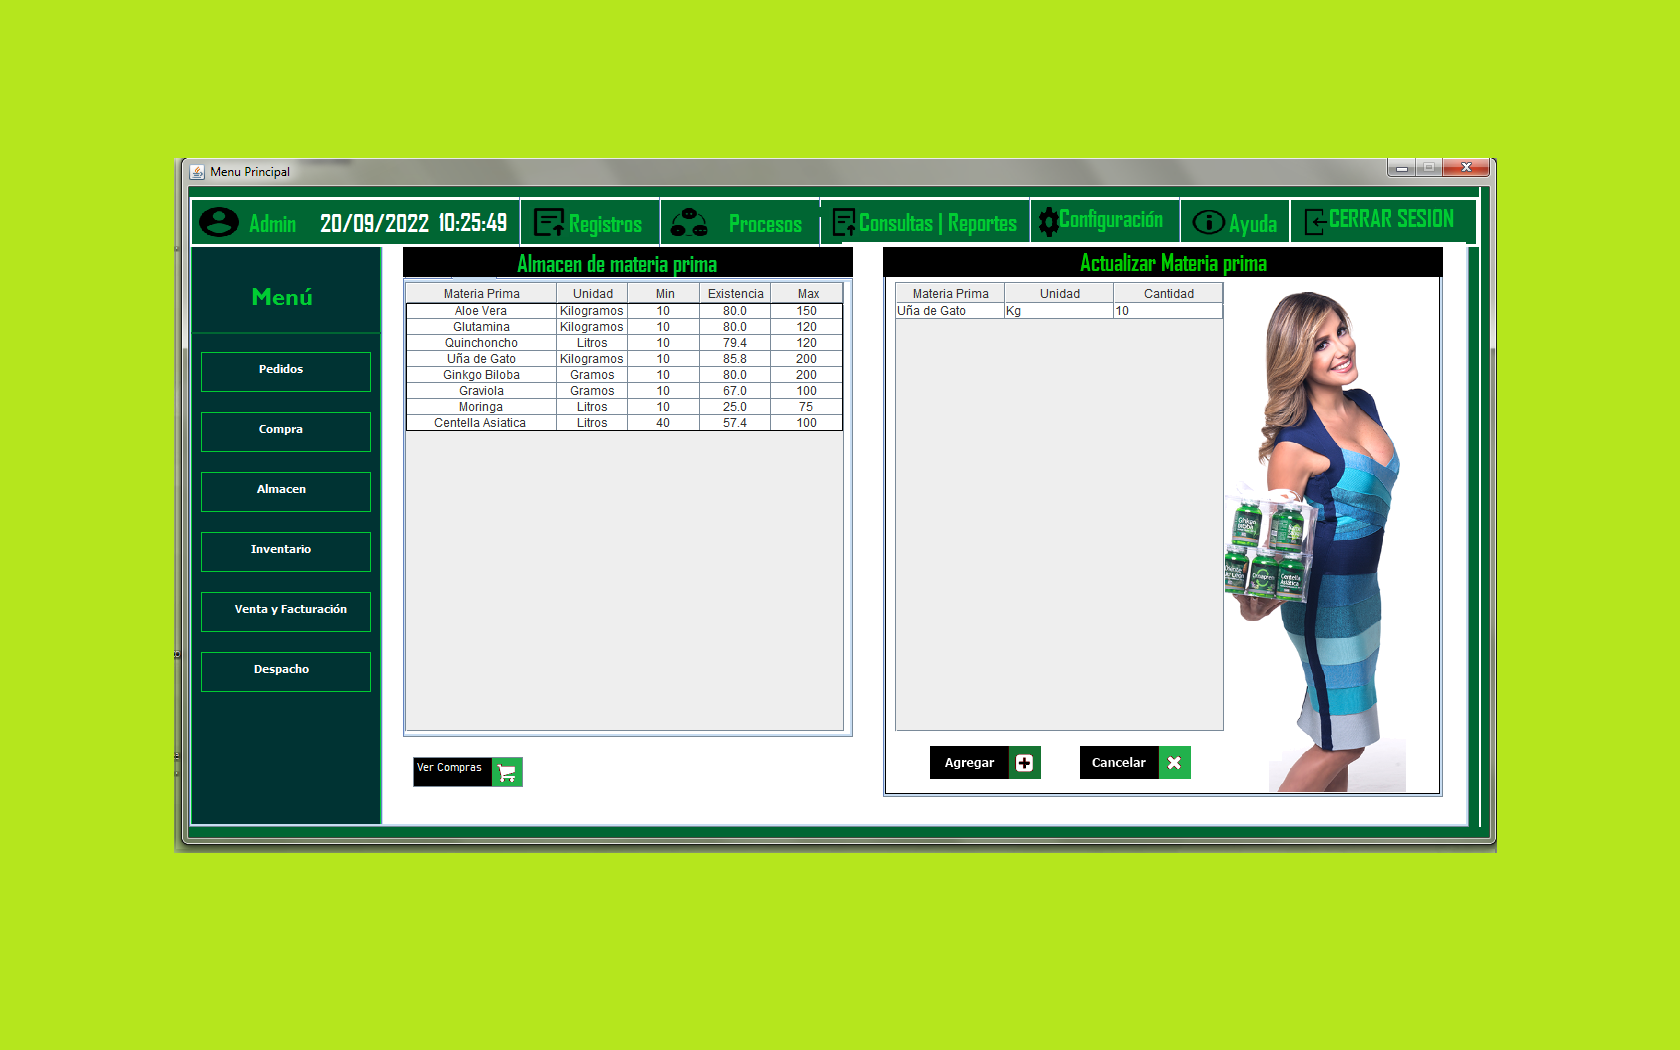 Menu Principal
Admin 20/09/2022 10:25:49 Registros Procesos Consultas | Reportes Configuración Ayuda CERRAR SESION
Menú
Pedidos
Compra
Almacen
Inventario
Venta y Facturación
Despacho
Almacen de materia prima
Materia Prima Unidad Min Existencia Max
Aloe Vera Kilogramos 10 80.0 150
Glutamina Kilogramos 10 80.0 120
Quinchoncho Litros 10 79.4 120
Uña de Gato Kilogramos 10 85.8 200
Ginkgo Biloba Gramos 10 80.0 200
Graviola Gramos 10 67.0 100
Moringa Litros 10 25.0 75
Centella Asiatica Litros 40 57.4 100
Ver Compras
Actualizar Materia prima
Materia Prima Unidad Cantidad
Uña de Gato Kg 10
Agregar
Cancelar
Centella
Asiática